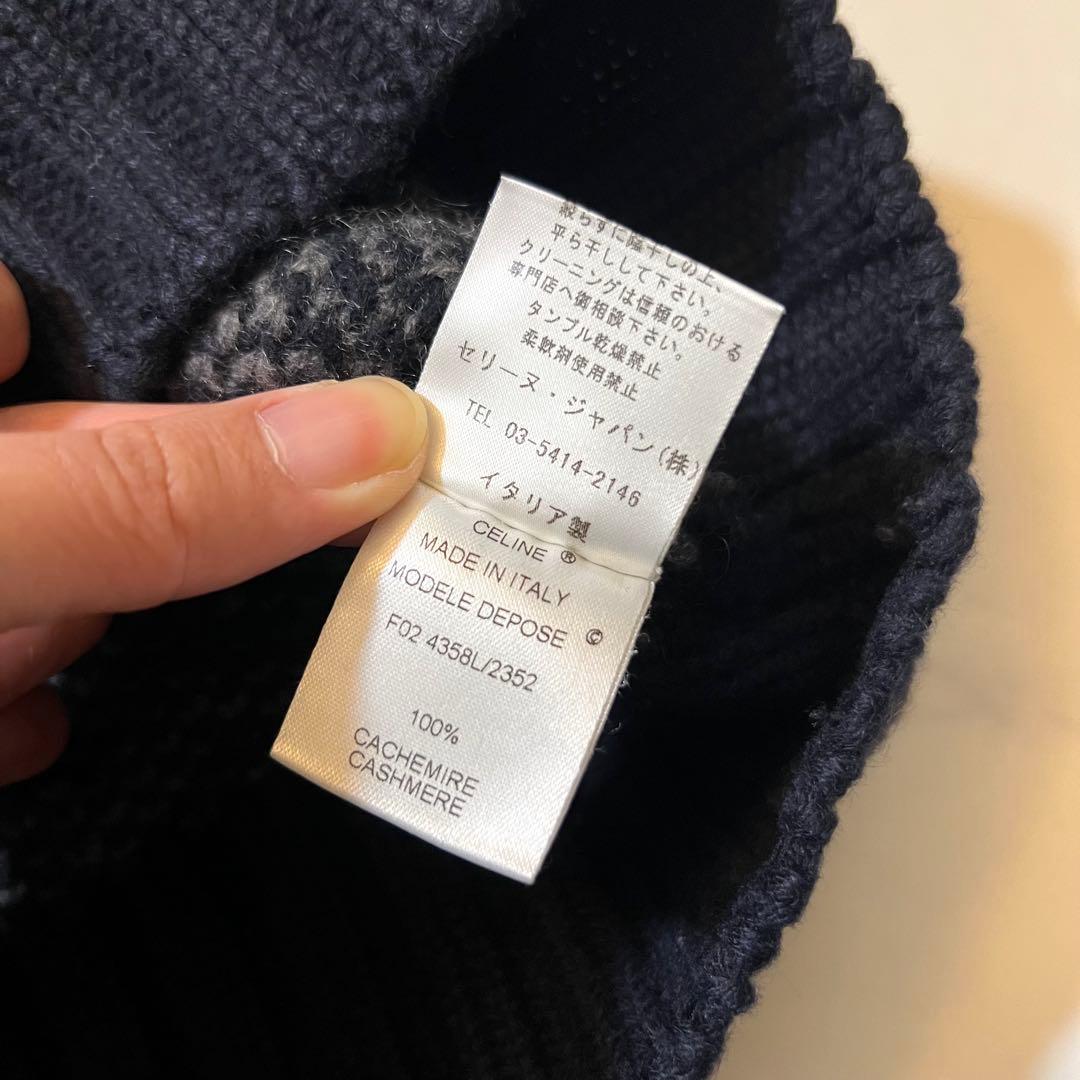 絞らずに陰干しの上、
平ら干しして下さい。
クリーニングは信頼のおける
専門店へ御相談下さい。
タンブル乾燥禁止
柔軟剤使用禁止
セリーヌ・ジャパン(株)
TEL 03-5414-2146
イタリア製
CELINE ®
MADE IN ITALY
MODELE DEPOSE ©
F02 4358L/2352
100%
CACHEMIRE
CASHMERE